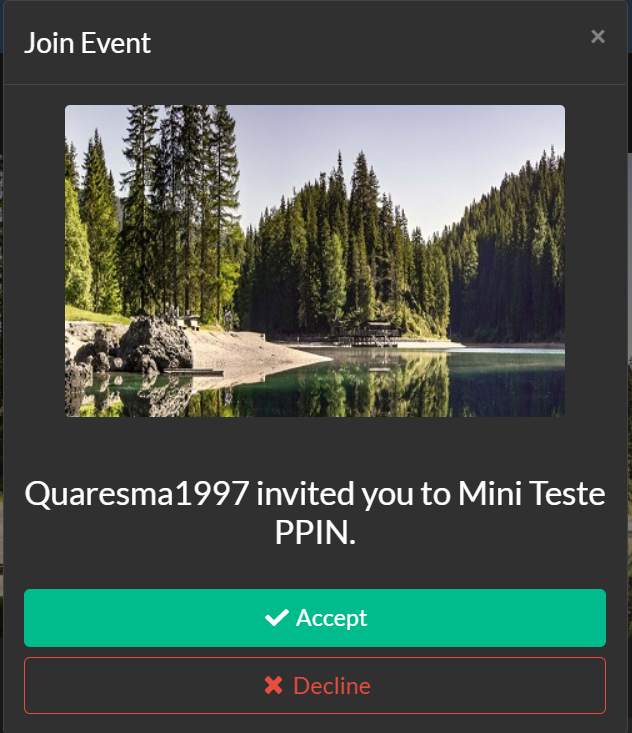 Join Event
×
Quaresma1997 invited you to Mini Teste
PPIN.
Accept
Decline